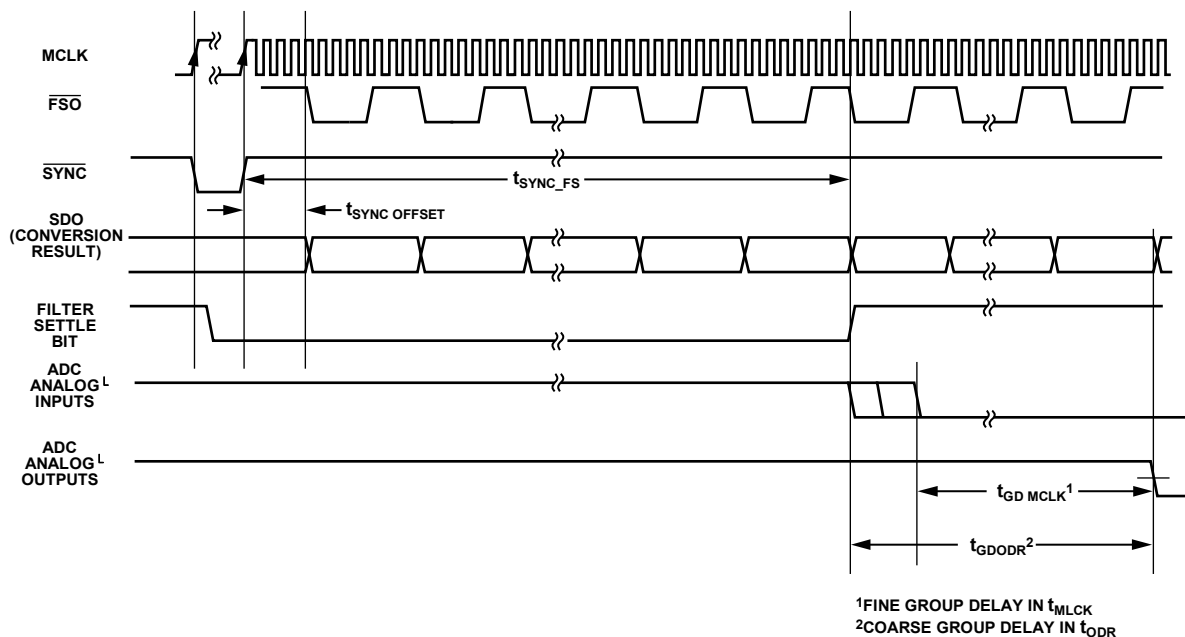 MCLK
FSO
SYNC
tSYNC_FS
tSYNC OFFSET
SDO
(CONVERSION
RESULT)
FILTER
SETTLE
BIT
ADC
ANALOG L
INPUTS
ADC
ANALOG L
OUTPUTS
tGD MCLK1
tGDODR2
1FINE GROUP DELAY IN tMLCK
2COARSE GROUP DELAY IN tODR